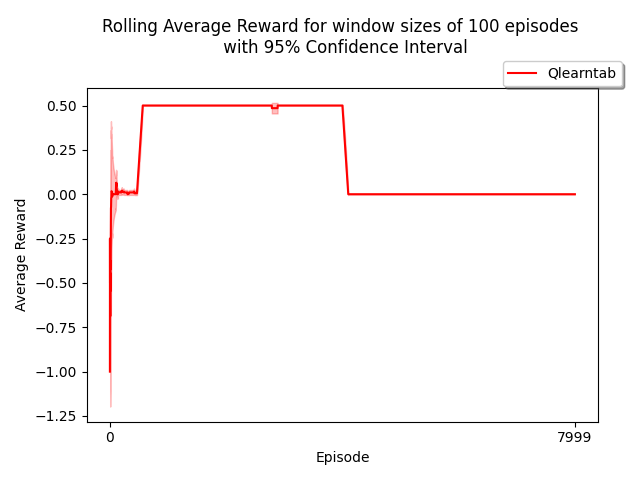 Rolling Average Reward for window sizes of 100 episodes
with 95% Confidence Interval
Qlearntab
0.50
0.25
0.00
−0.25
−0.50
−0.75
−1.00
−1.25
Average Reward
0 7999
Episode